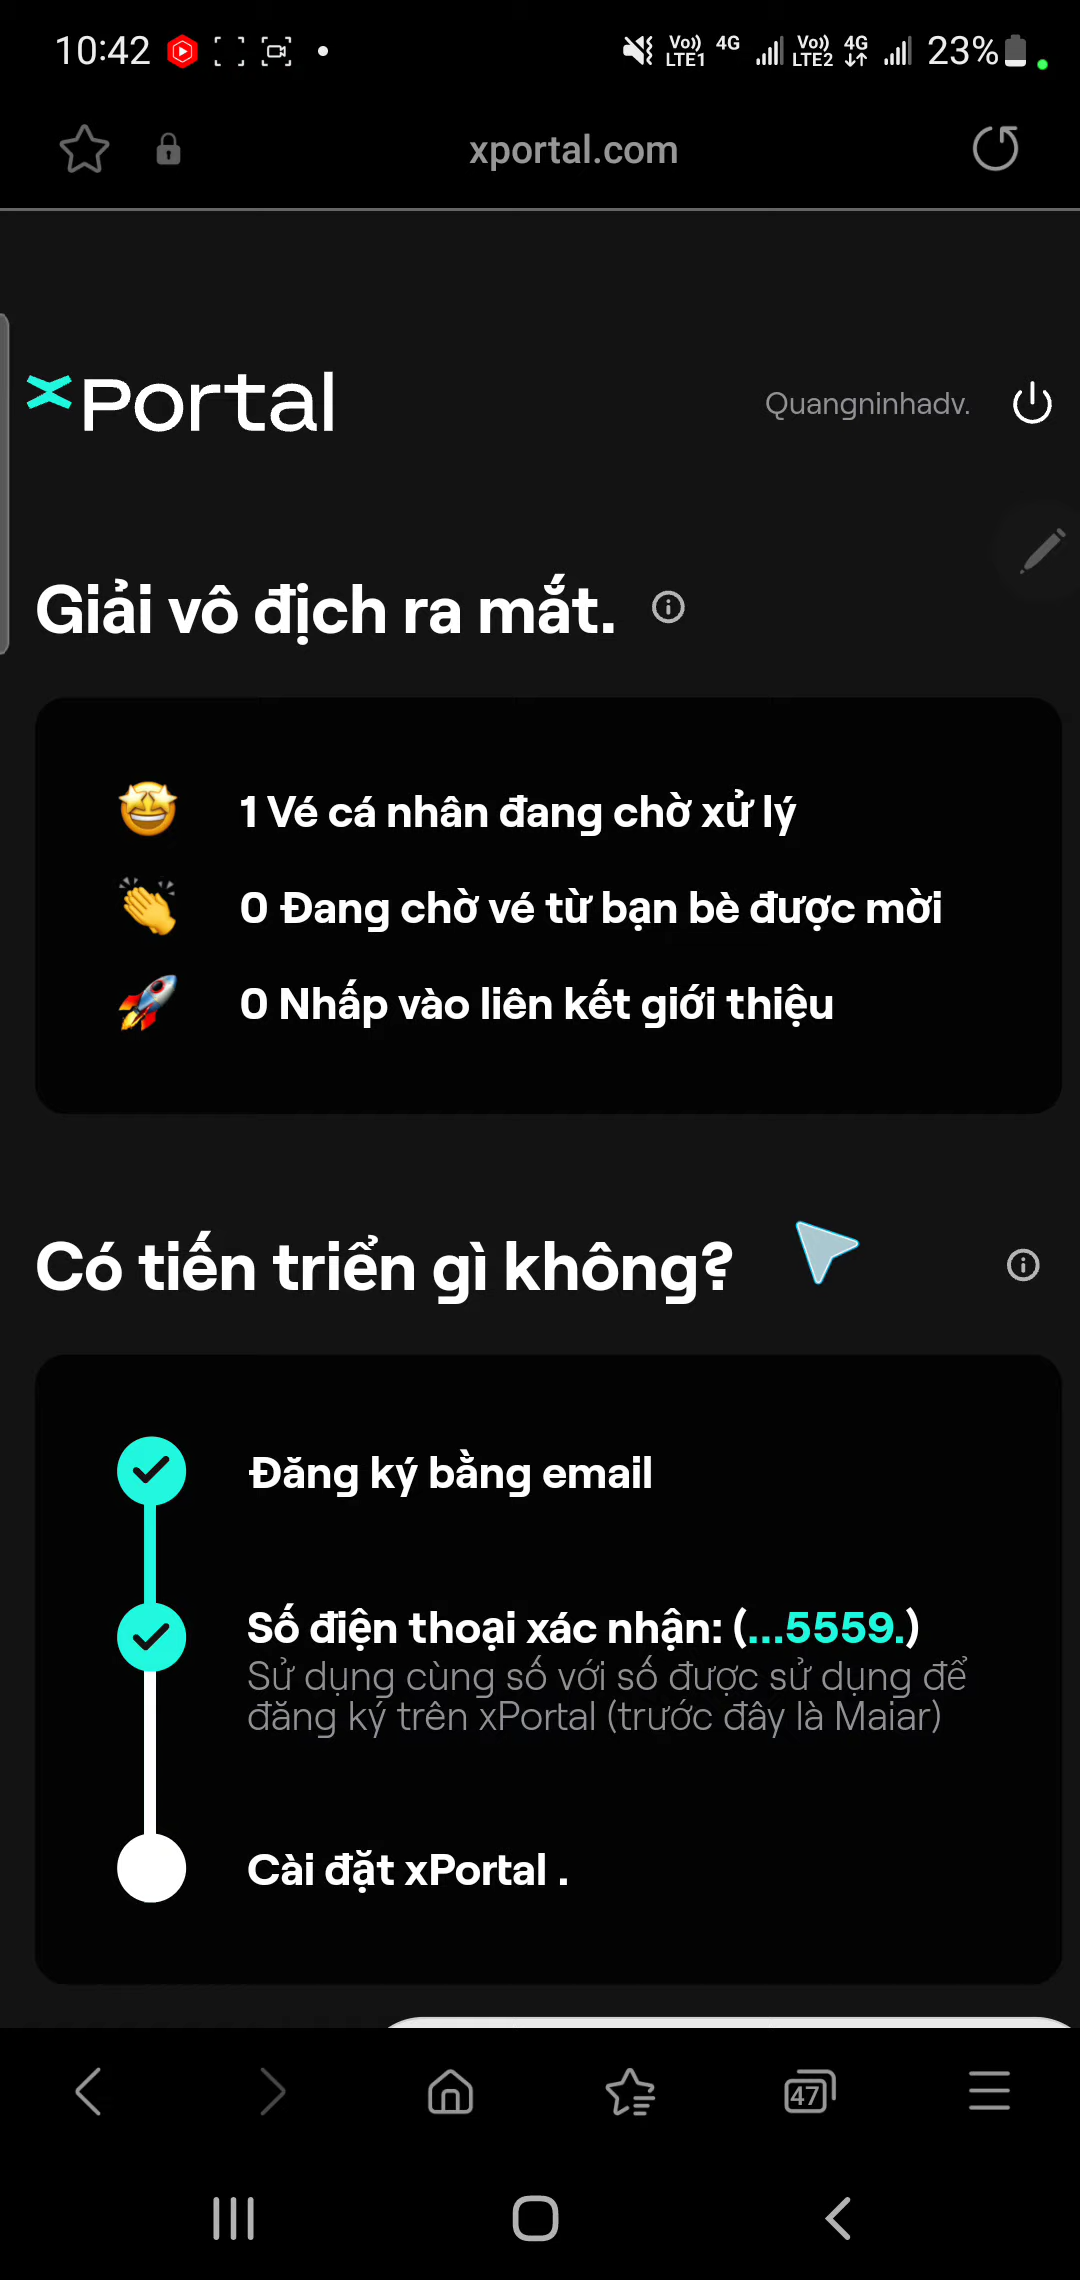 10:42
Vo)) LTE1 4G Vo)) LTE2 4G 23%
xportal.com
xPortal
Quangninhadv.
Giải vô địch ra mắt.
1 Vé cá nhân đang chờ xử lý
0 Đang chờ vé từ bạn bè được mời
0 Nhấp vào liên kết giới thiệu
Có tiến triển gì không?
Đăng ký bằng email
Số điện thoại xác nhận: (...5559.)
Sử dụng cùng số với số được sử dụng để
đăng ký trên xPortal (trước đây là Maiar)
Cài đặt xPortal .
47